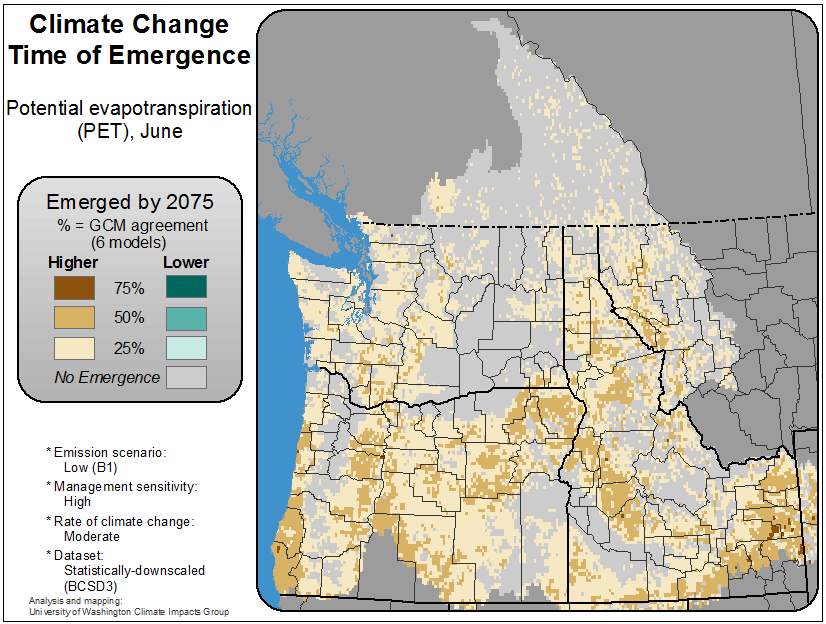 Climate Change
Time of Emergence
Potential evapotranspiration
(PET), June
Emerged by 2075
% = GCM agreement
(6 models)
Higher Lower
75%
50%
25%
No Emergence
* Emission scenario:
Low (B1)
* Management sensitivity:
High
* Rate of climate change:
Moderate
* Dataset:
Statistically-downscaled
(BCSD3)
Analysis and mapping:
University of Washington Climate Impacts Group